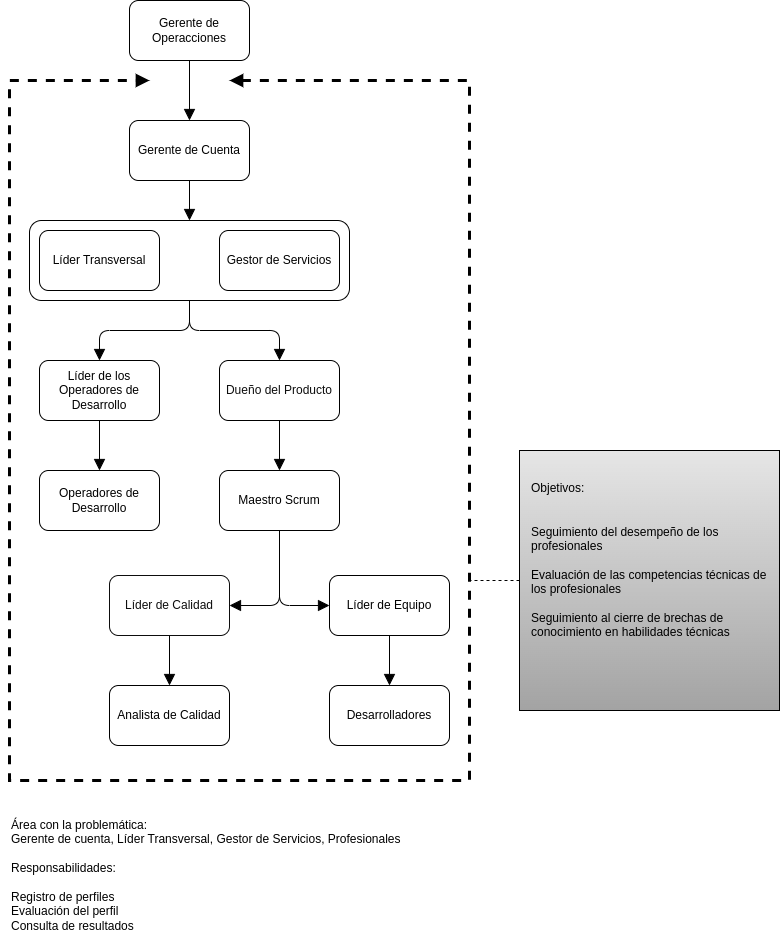 Gerente de
Operacciones
Gerente de Cuenta
Líder Transversal
Gestor de Servicios
Líder de los
Operadores de
Desarrollo
Dueño del Producto
Operadores de
Desarrollo
Maestro Scrum
Líder de Calidad
Líder de Equipo
Analista de Calidad
Desarrolladores
Objetivos:
Seguimiento del desempeño de los
profesionales
Evaluación de las competencias técnicas de
los profesionales
Seguimiento al cierre de brechas de
conocimiento en habilidades técnicas
Área con la problemática:
Gerente de cuenta, Líder Transversal, Gestor de Servicios, Profesionales
Responsabilidades:
Registro de perfiles
Evaluación del perfil
Consulta de resultados